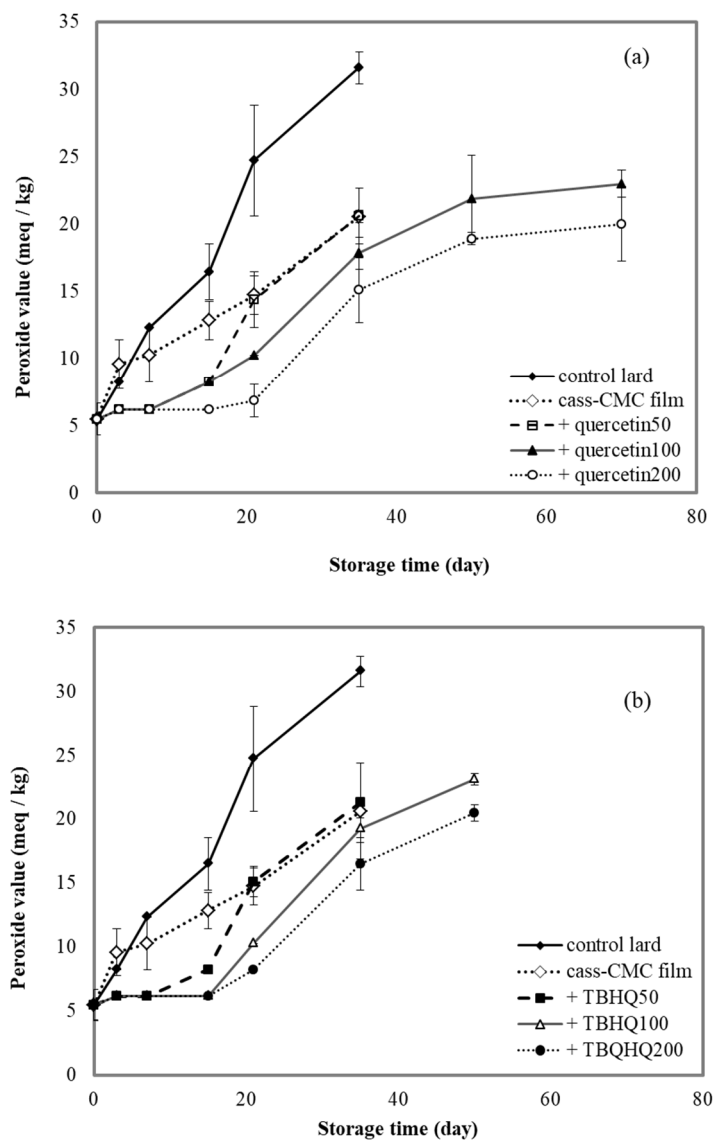 35
(a)
30
25
20
15
10
5
0
Peroxide value (meq / kg)
control lard
cass-CMC film
+ quercetin50
+ quercetin100
+ quercetin200
0 20 40 60 80
Storage time (day)
35
(b)
30
25
20
15
10
5
0
Peroxide value (meq / kg)
control lard
cass-CMC film
+ TBHQ50
+ TBHQ100
+ TBQHQ200
0 20 40 60 80
Storage time (day)